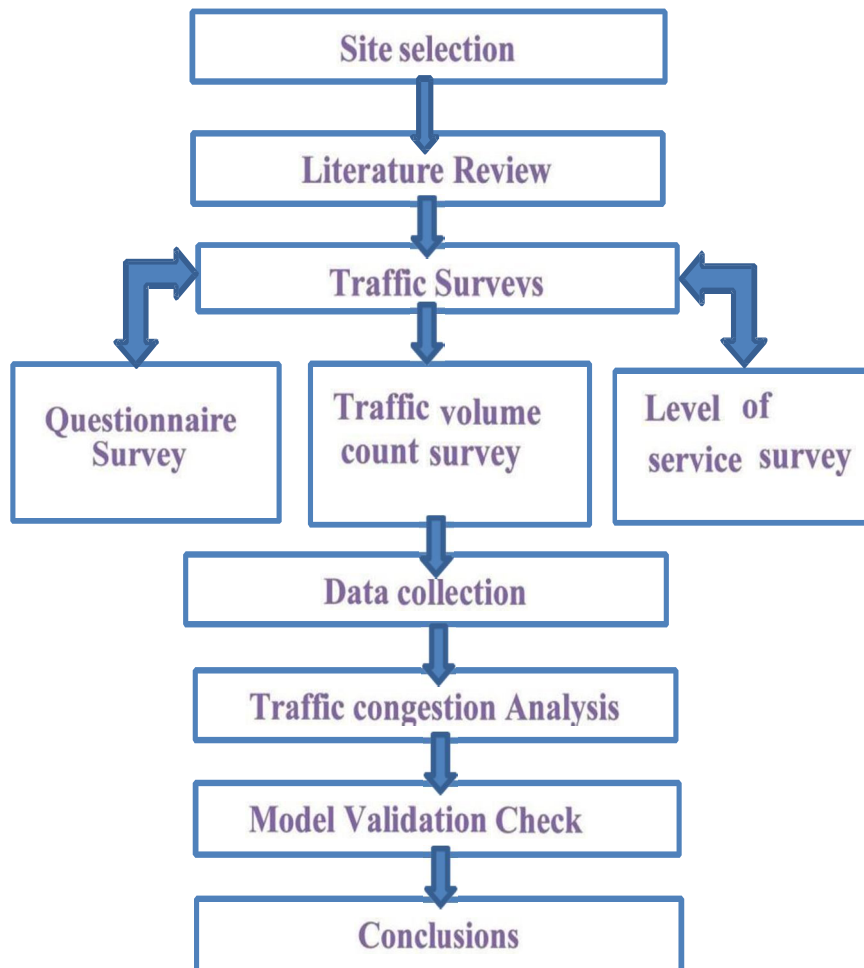 Site selection
Literature Review
Traffic Surveys
Questionnaire
Survey
Traffic volume
count survey
Level of
service survey
Data collection
Traffic congestion Analysis
Model Validation Check
Conclusions